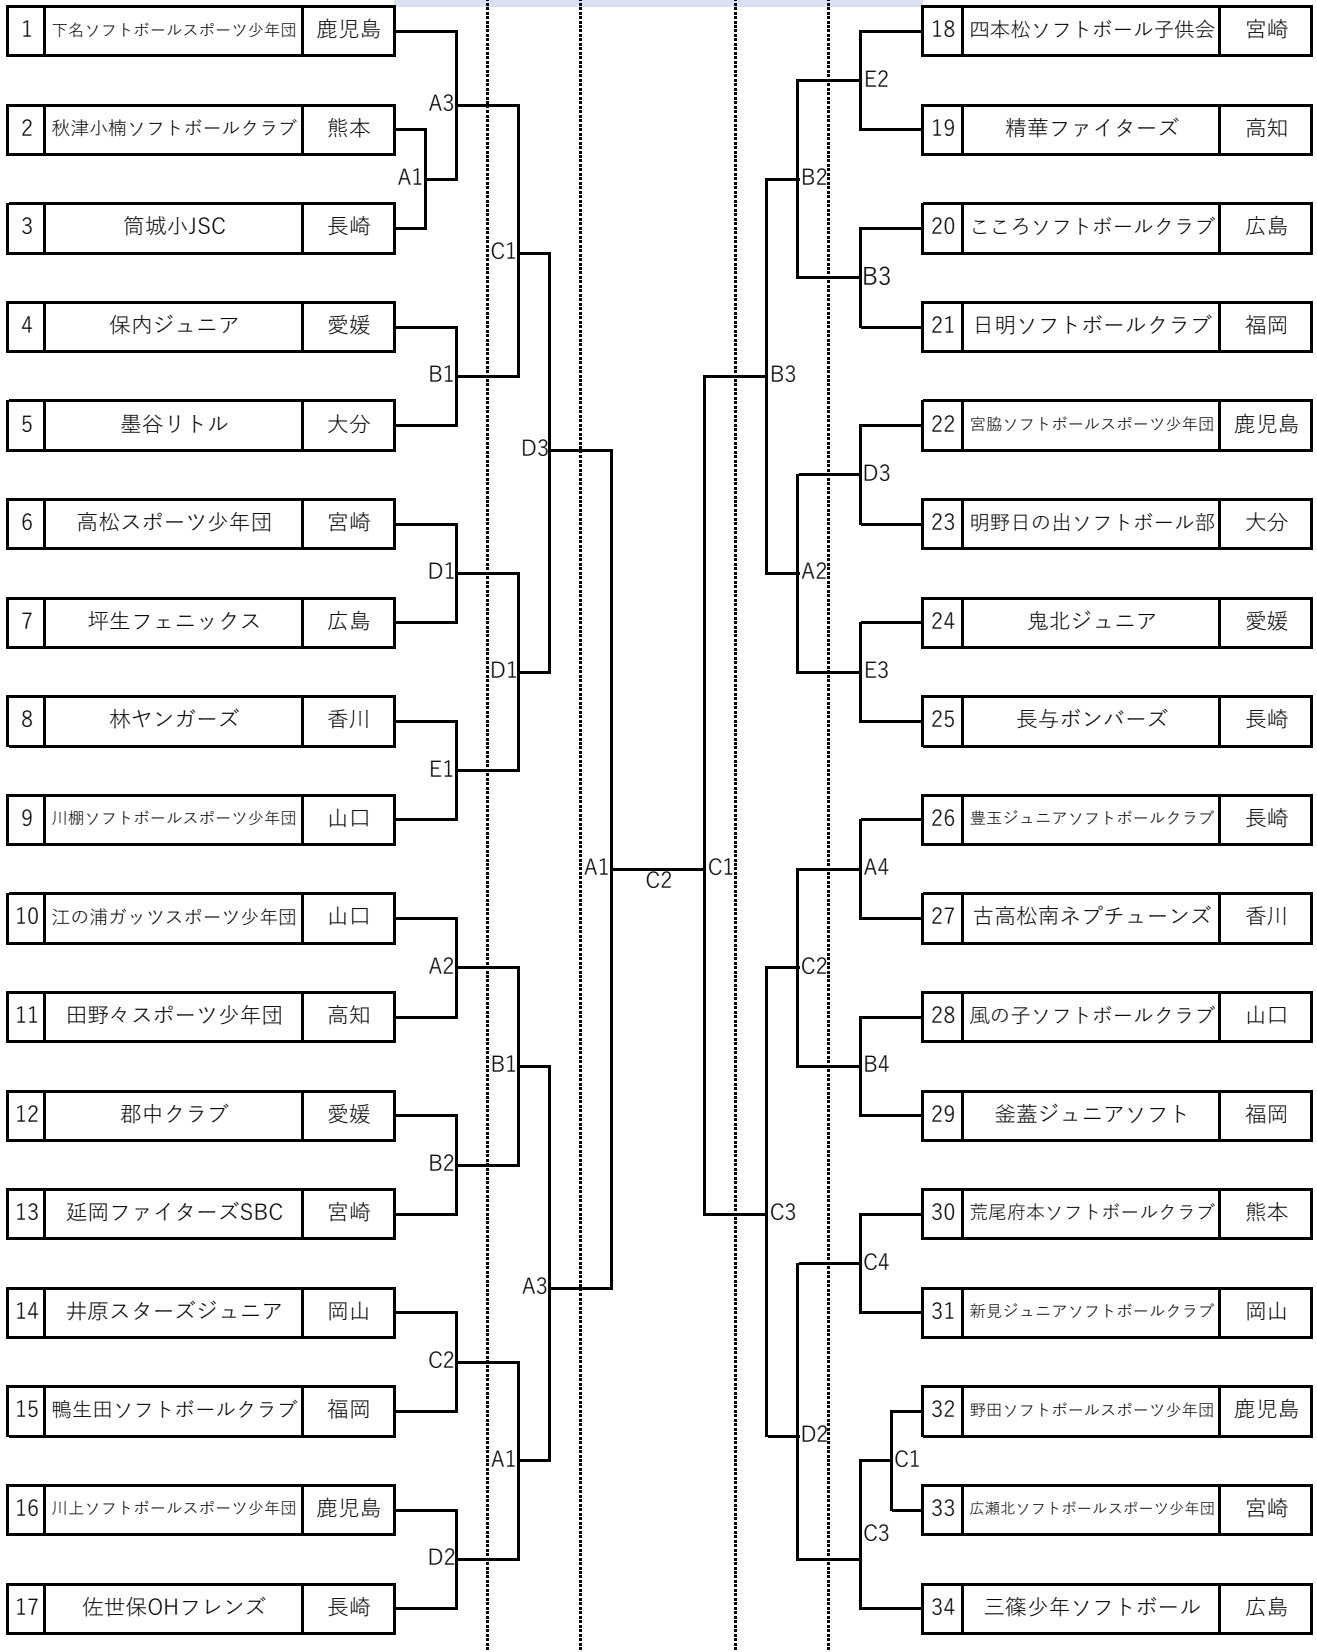 1 下名ソフトボールスポーツ少年団 鹿児島
2 秋津小楠ソフトボールクラブ 熊本
3 筒城小JSC 長崎
4 保内ジュニア 愛媛
5 墨谷リトル 大分
6 高松スポーツ少年団 宮崎
7 坪生フェニックス 広島
8 林ヤンガーズ 香川
9 川棚ソフトボールスポーツ少年団 山口
10 江の浦ガッツスポーツ少年団 山口
11 田野々スポーツ少年団 高知
12 郡中クラブ 愛媛
13 延岡ファイターズSBC 宮崎
14 井原スターズジュニア 岡山
15 鴨生田ソフトボールクラブ 福岡
16 川上ソフトボールスポーツ少年団 鹿児島
17 佐世保OHフレンズ 長崎
A3
A1
B1
D1
E1
A2
B2
C2
D2
C1
D1
B1
A1
D3
A3
A1
C2
C1
B3
C3
B2
A2
C2
D2
E2
B3
D3
E3
A4
B4
C4
C1
C3
18 四本松ソフトボール子供会 宮崎
19 精華ファイターズ 高知
20 こころソフトボールクラブ 広島
21 日明ソフトボールクラブ 福岡
22 宮脇ソフトボールスポーツ少年団 鹿児島
23 明野日の出ソフトボール部 大分
24 鬼北ジュニア 愛媛
25 長与ボンバーズ 長崎
26 豊玉ジュニアソフトボールクラブ 長崎
27 古高松南ネプチューンズ 香川
28 風の子ソフトボールクラブ 山口
29 釜蓋ジュニアソフト 福岡
30 荒尾府本ソフトボールクラブ 熊本
31 新見ジュニアソフトボールクラブ 岡山
32 野田ソフトボールスポーツ少年団 鹿児島
33 広瀬北ソフトボールスポーツ少年団 宮崎
34 三篠少年ソフトボール 広島